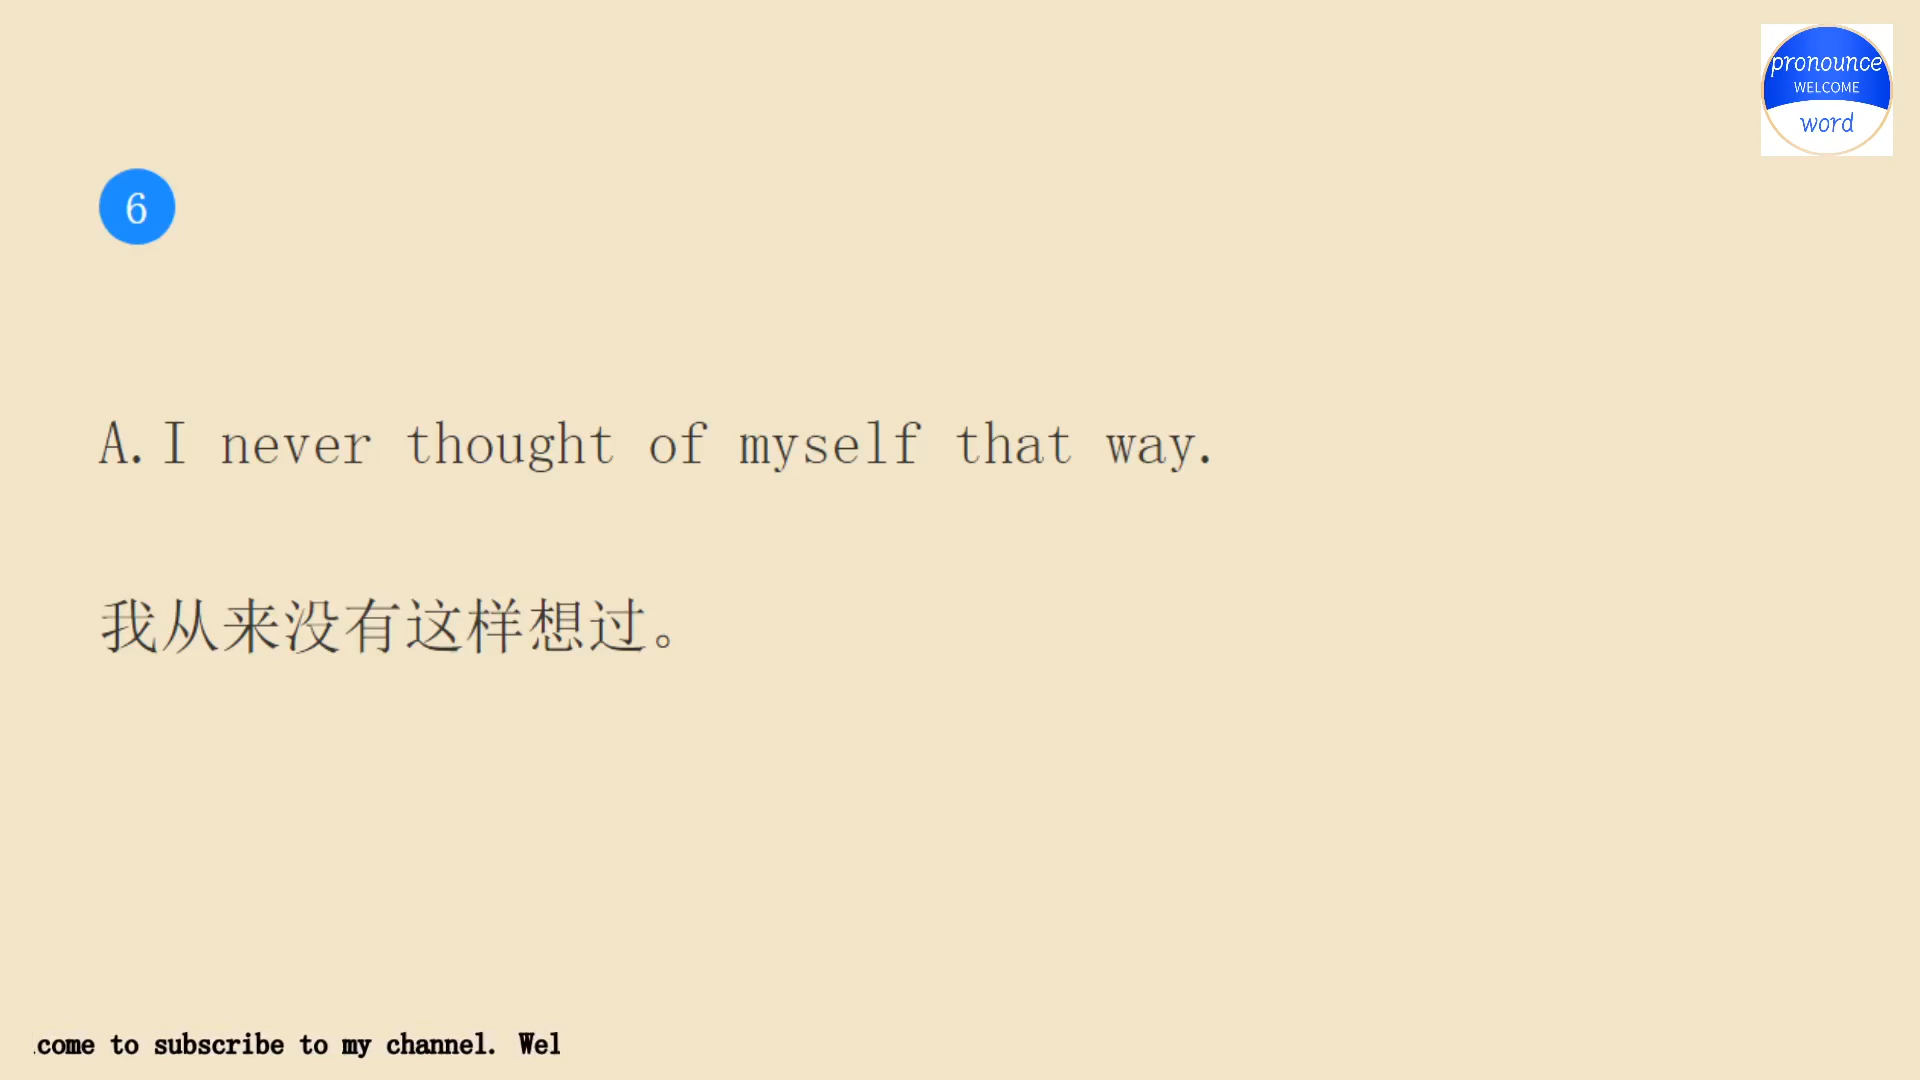 pronounce
WELCOME
word
6
A.I never thought of myself that way.
我从来没有这样想过。
come to subscribe to my channel. Wel